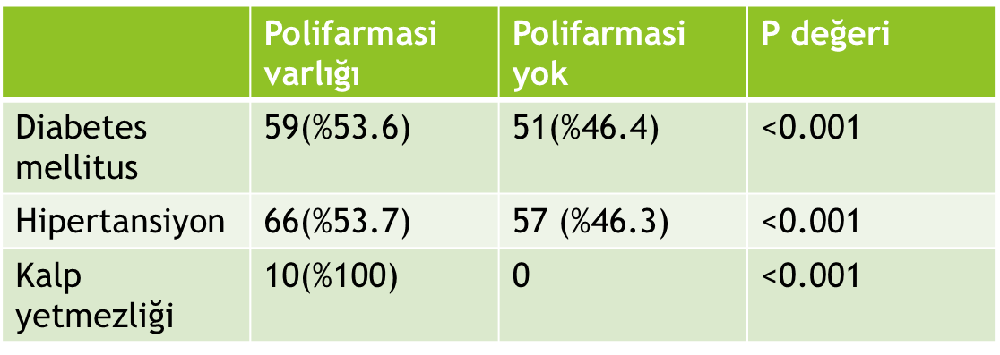 Polifarmasi varlığı
Polifarmasi yok
P değeri
Diabetes mellitus
59(%53.6)
51(%46.4)
<0.001
Hipertansiyon
66(%53.7)
57 (%46.3)
<0.001
Kalp yetmezliği
10(%100)
0
<0.001